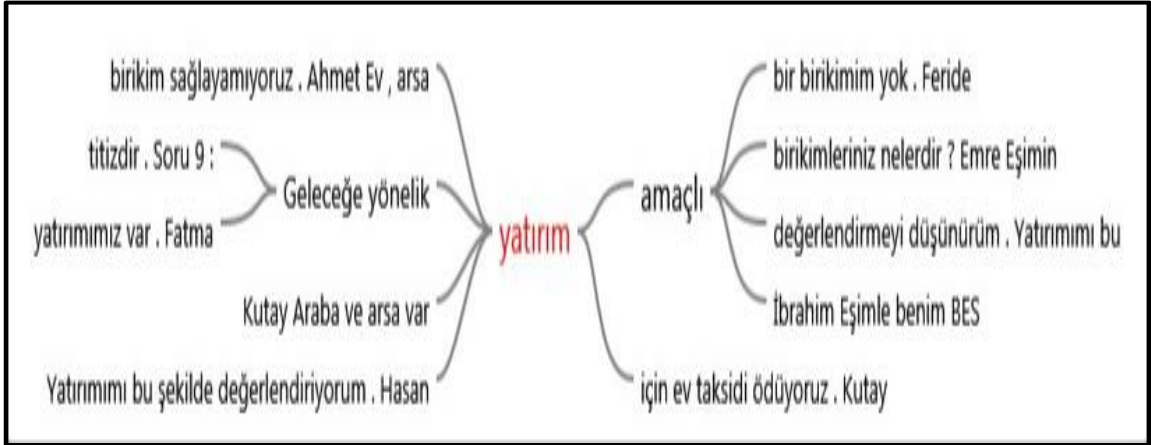 birikim sağlayamıyoruz . Ahmet Ev , arsa
titizdir . Soru 9 :
Geleceğe yönelik
yatırımımız var . Fatma
Kutay Araba ve arsa var
Yatırımımı bu şekilde değerlendiriyorum . Hasan
yatırım
amaçlı
bir birikimim yok . Feride
birikimleriniz nelerdir ? Emre Eşimin
değerlendirmeyi düşünürüm . Yatırımımı bu
İbrahim Eşimle benim BES
için ev taksidi ödüyoruz . Kutay